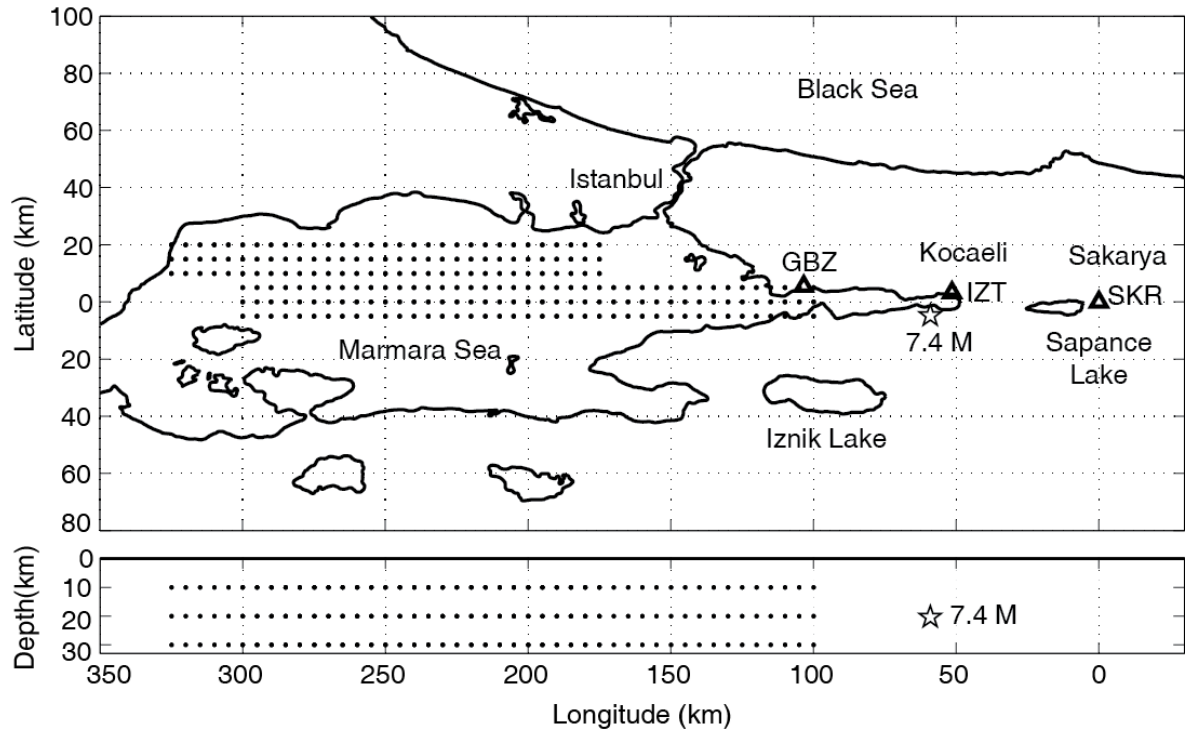 100
80
Black Sea
60
40
Istanbul
20
GBZ
Kocaeli
Sakarya
0
IZT
SKR
Latitude (km)
7.4 M
Marmara Sea
Sapance
Lake
20
40
Iznik Lake
60
80
0
10
20
30
Depth(km)
7.4 M
350 300 250 200 150 100 50 0
Longitude (km)